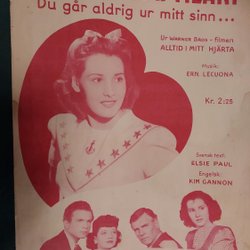 Du går aldrig ur mitt sinn...
Ur WARNER BROS-filmen
ALLTID I MITT HJÄRTA
Musik:
ERN. LECUONA
Kr. 2:25
Svensk text:
ELSIE PAUL
Engelsk:
KIM GANNON